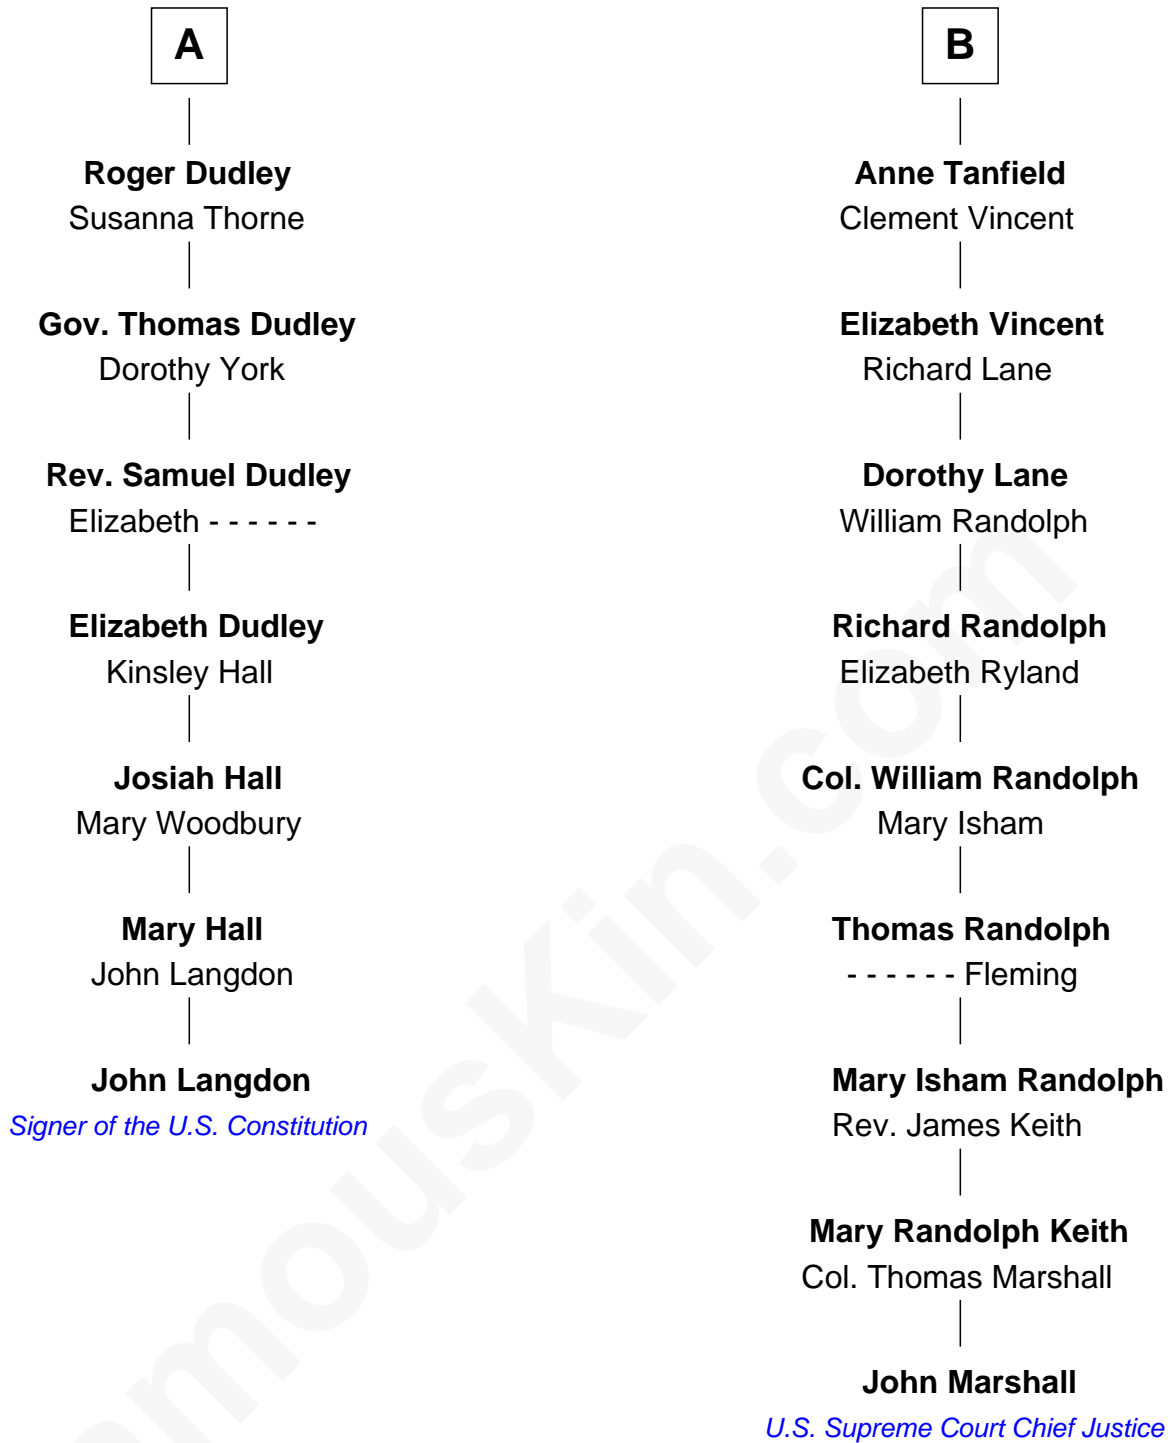 A
Roger Dudley
Susanna Thorne
Gov. Thomas Dudley
Dorothy York
Rev. Samuel Dudley
Elizabeth - - - - - -
Elizabeth Dudley
Kinsley Hall
Josiah Hall
Mary Woodbury
Mary Hall
John Langdon
John Langdon
Signer of the U.S. Constitution
B
Anne Tanfield
Clement Vincent
Elizabeth Vincent
Richard Lane
Dorothy Lane
William Randolph
Richard Randolph
Elizabeth Ryland
Col. William Randolph
Mary Isham
Thomas Randolph
- - - - - - Fleming
Mary Isham Randolph
Rev. James Keith
Mary Randolph Keith
Col. Thomas Marshall
John Marshall
U.S. Supreme Court Chief Justice
amouskin.com